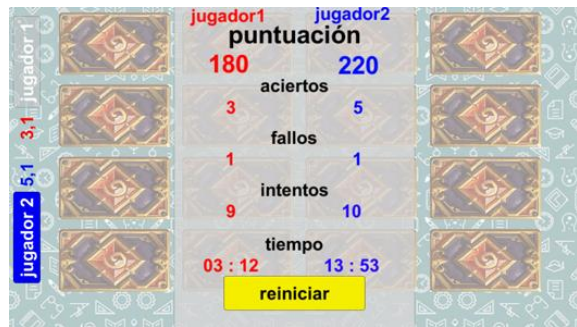 jugador1 jugador2
puntuación
180 220
aciertos
3 5
fallos
1 1
intentos
9 10
tiempo
03 : 12 13 : 53
reiniciar
jugador 1
3,1
5,1
jugador 2